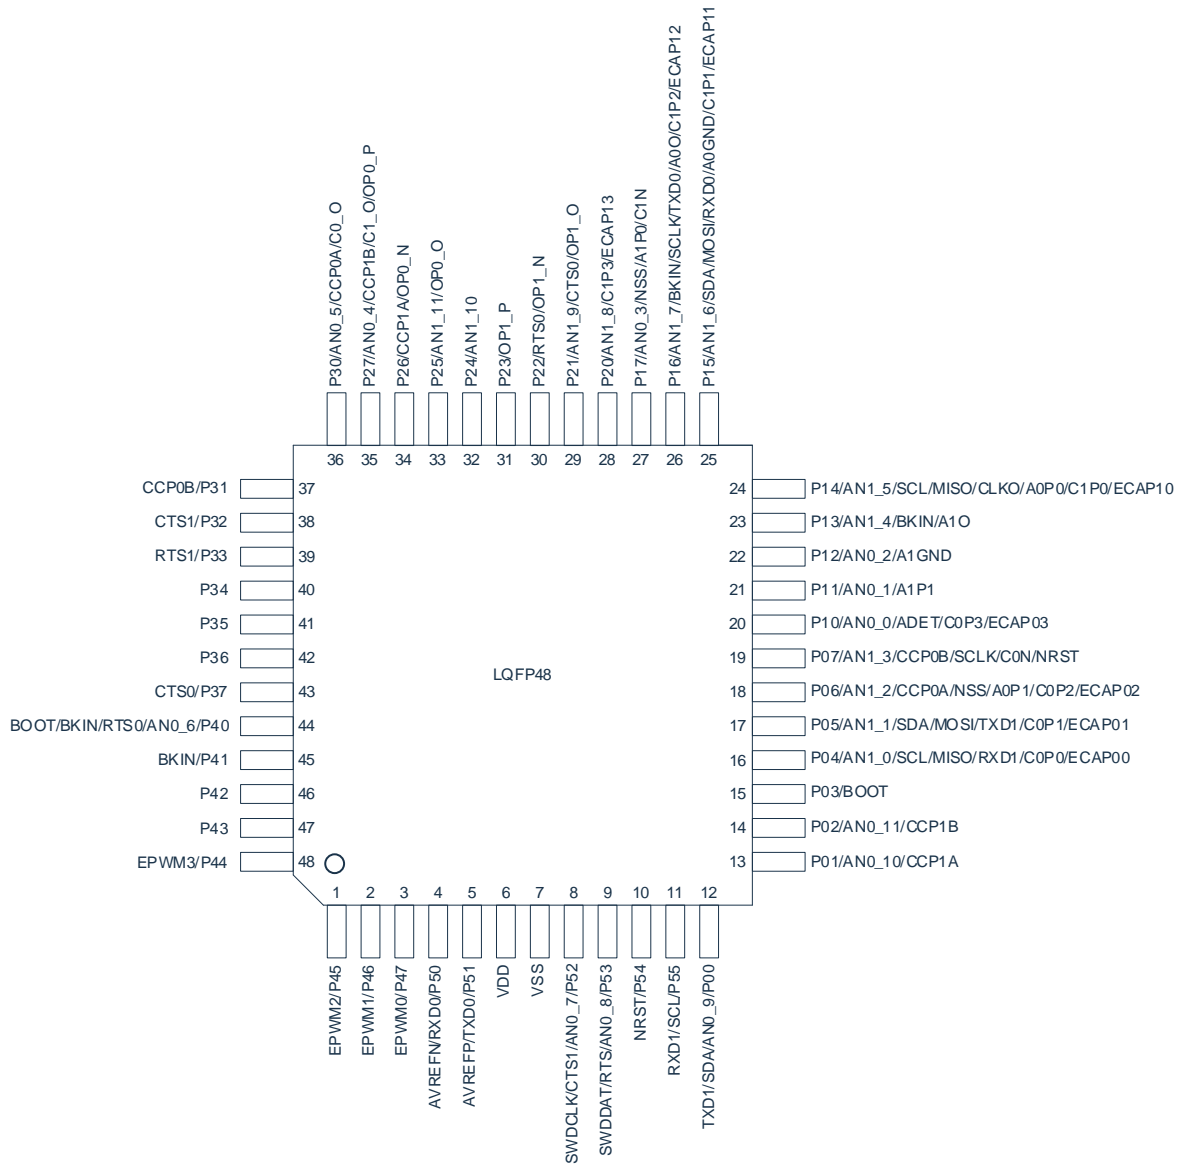 P30/AN0_5/CCP0A/C0_O
P27/AN0_4/CCP1B/C1_O/OP0_P
P26/CCP1A/OP0_N
P25/AN1_11/OP0_O
P24/AN1_10
P23/OP1_P
P22/RTS0/OP1_N
P21/AN1_9/CTS0/OP1_O
P20/AN1_8/C1P3/ECAP13
P17/AN0_3/NSS/A1P0/C1N
P16/AN1_7/BKIN/SCLK/TXD0/A0O/C1P2/ECAP12
P15/AN1_6/SDA/MOSI/RXD0/A0GND/C1P1/ECAP11
36 35 34 33 32 31 30 29 28 27 26 25
CCP0B/P31 37
CTS1/P32 38
RTS1/P33 39
P34 40
P35 41
P36 42
CTS0/P37 43
BOOT/BKIN/RTS0/AN0_6/P40 44
BKIN/P41 45
P42 46
P43 47
EPWM3/P44 48
LQFP48
24 P14/AN1_5/SCL/MISO/CLKO/A0P0/C1P0/ECAP10
23 P13/AN1_4/BKIN/A1O
22 P12/AN0_2/A1GND
21 P11/AN0_1/A1P1
20 P10/AN0_0/ADET/C0P3/ECAP03
19 P07/AN1_3/CCP0B/SCLK/C0N/NRST
18 P06/AN1_2/CCP0A/NSS/A0P1/C0P2/ECAP02
17 P05/AN1_1/SDA/MOSI/TXD1/C0P1/ECAP01
16 P04/AN1_0/SCL/MISO/RXD1/C0P0/ECAP00
15 P03/BOOT
14 P02/AN0_11/CCP1B
13 P01/AN0_10/CCP1A
1 2 3 4 5 6 7 8 9 10 11 12
EPWM2/P45
EPWM1/P46
EPWM0/P47
AVREFN/RXD0/P50
AVREFP/TXD0/P51
VDD
VSS
SWDCLK/CTS1/AN0_7/P52
SWDDAT/RTS/AN0_8/P53
NRST/P54
RXD1/SCL/P55
TXD1/SDA/AN0_9/P00